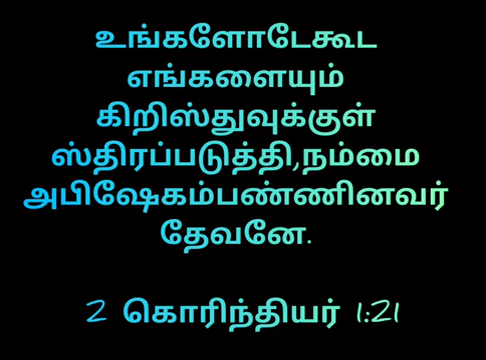 உங்களோடேகூட
எங்களையும்
கிறிஸ்துவுக்குள்
ஸ்திரப்படுத்தி,நம்மை
அபிஷேகம்பண்ணினவர்
தேவனே.
2 கொரிந்தியர் 1:21